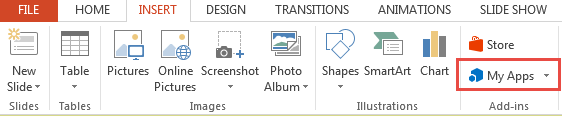 FILE HOME INSERT DESIGN TRANSITIONS ANIMATIONS SLIDE SHOW
New Slide
Table
Pictures
Online Pictures
Screenshot
Photo Album
Shapes
SmartArt
Chart
Store
My Apps
Slides Tables Images Illustrations Add-ins